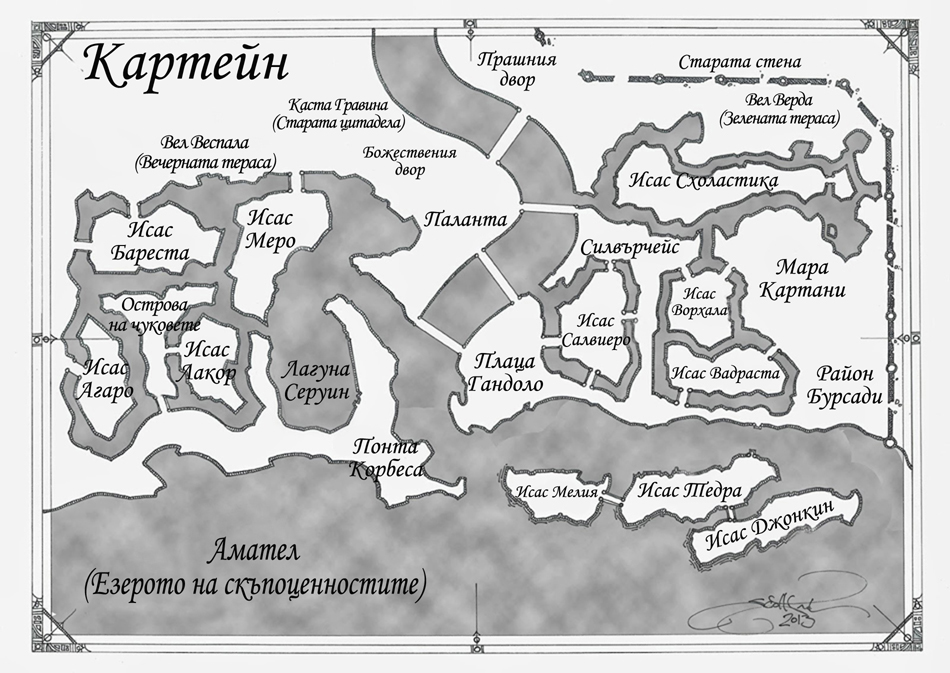 Картейн
Прашния
двор
Старата стена
Каста Гравина
(Старата цитадела)
Вел Верда
(Зелената тераса)
Вел Веспала
(Вечерната тераса)
Божествения
двор
Исас Схоластика
Исас
Бареста
Исас
Меро
Паланта
Силвърчейс
Мара
Картани
Острова
на чуковете
Исас
Ворхала
Исас
Салвиеро
Исас
Агаро
Исас
Лакор
Лагуна
Серуин
Плаца
Гандоло
Исас Вадраста
Район
Бурсади
Понта
Корбеса
Исас Мелия
Исас Тедра
Исас Джонкин
Амател
(Езерото на скъпоценностите)
2013